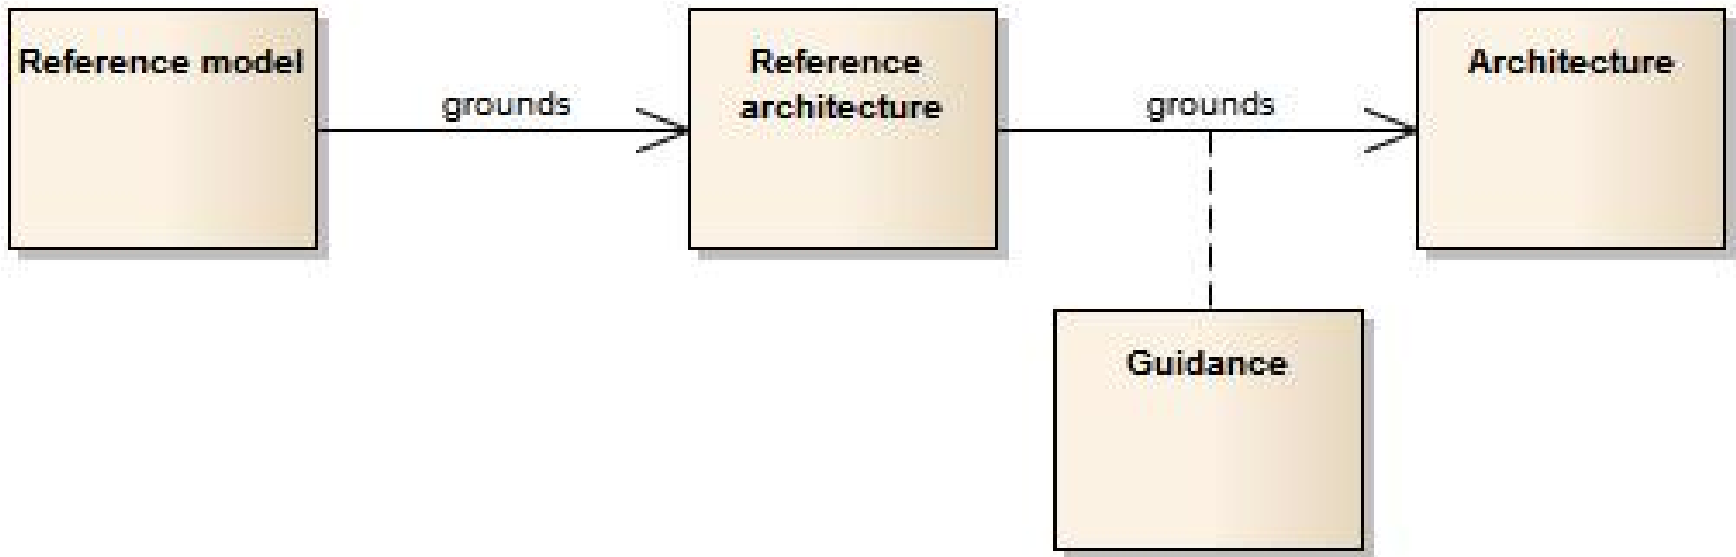 Reference model
grounds
Reference
architecture
grounds
Architecture
Guidance